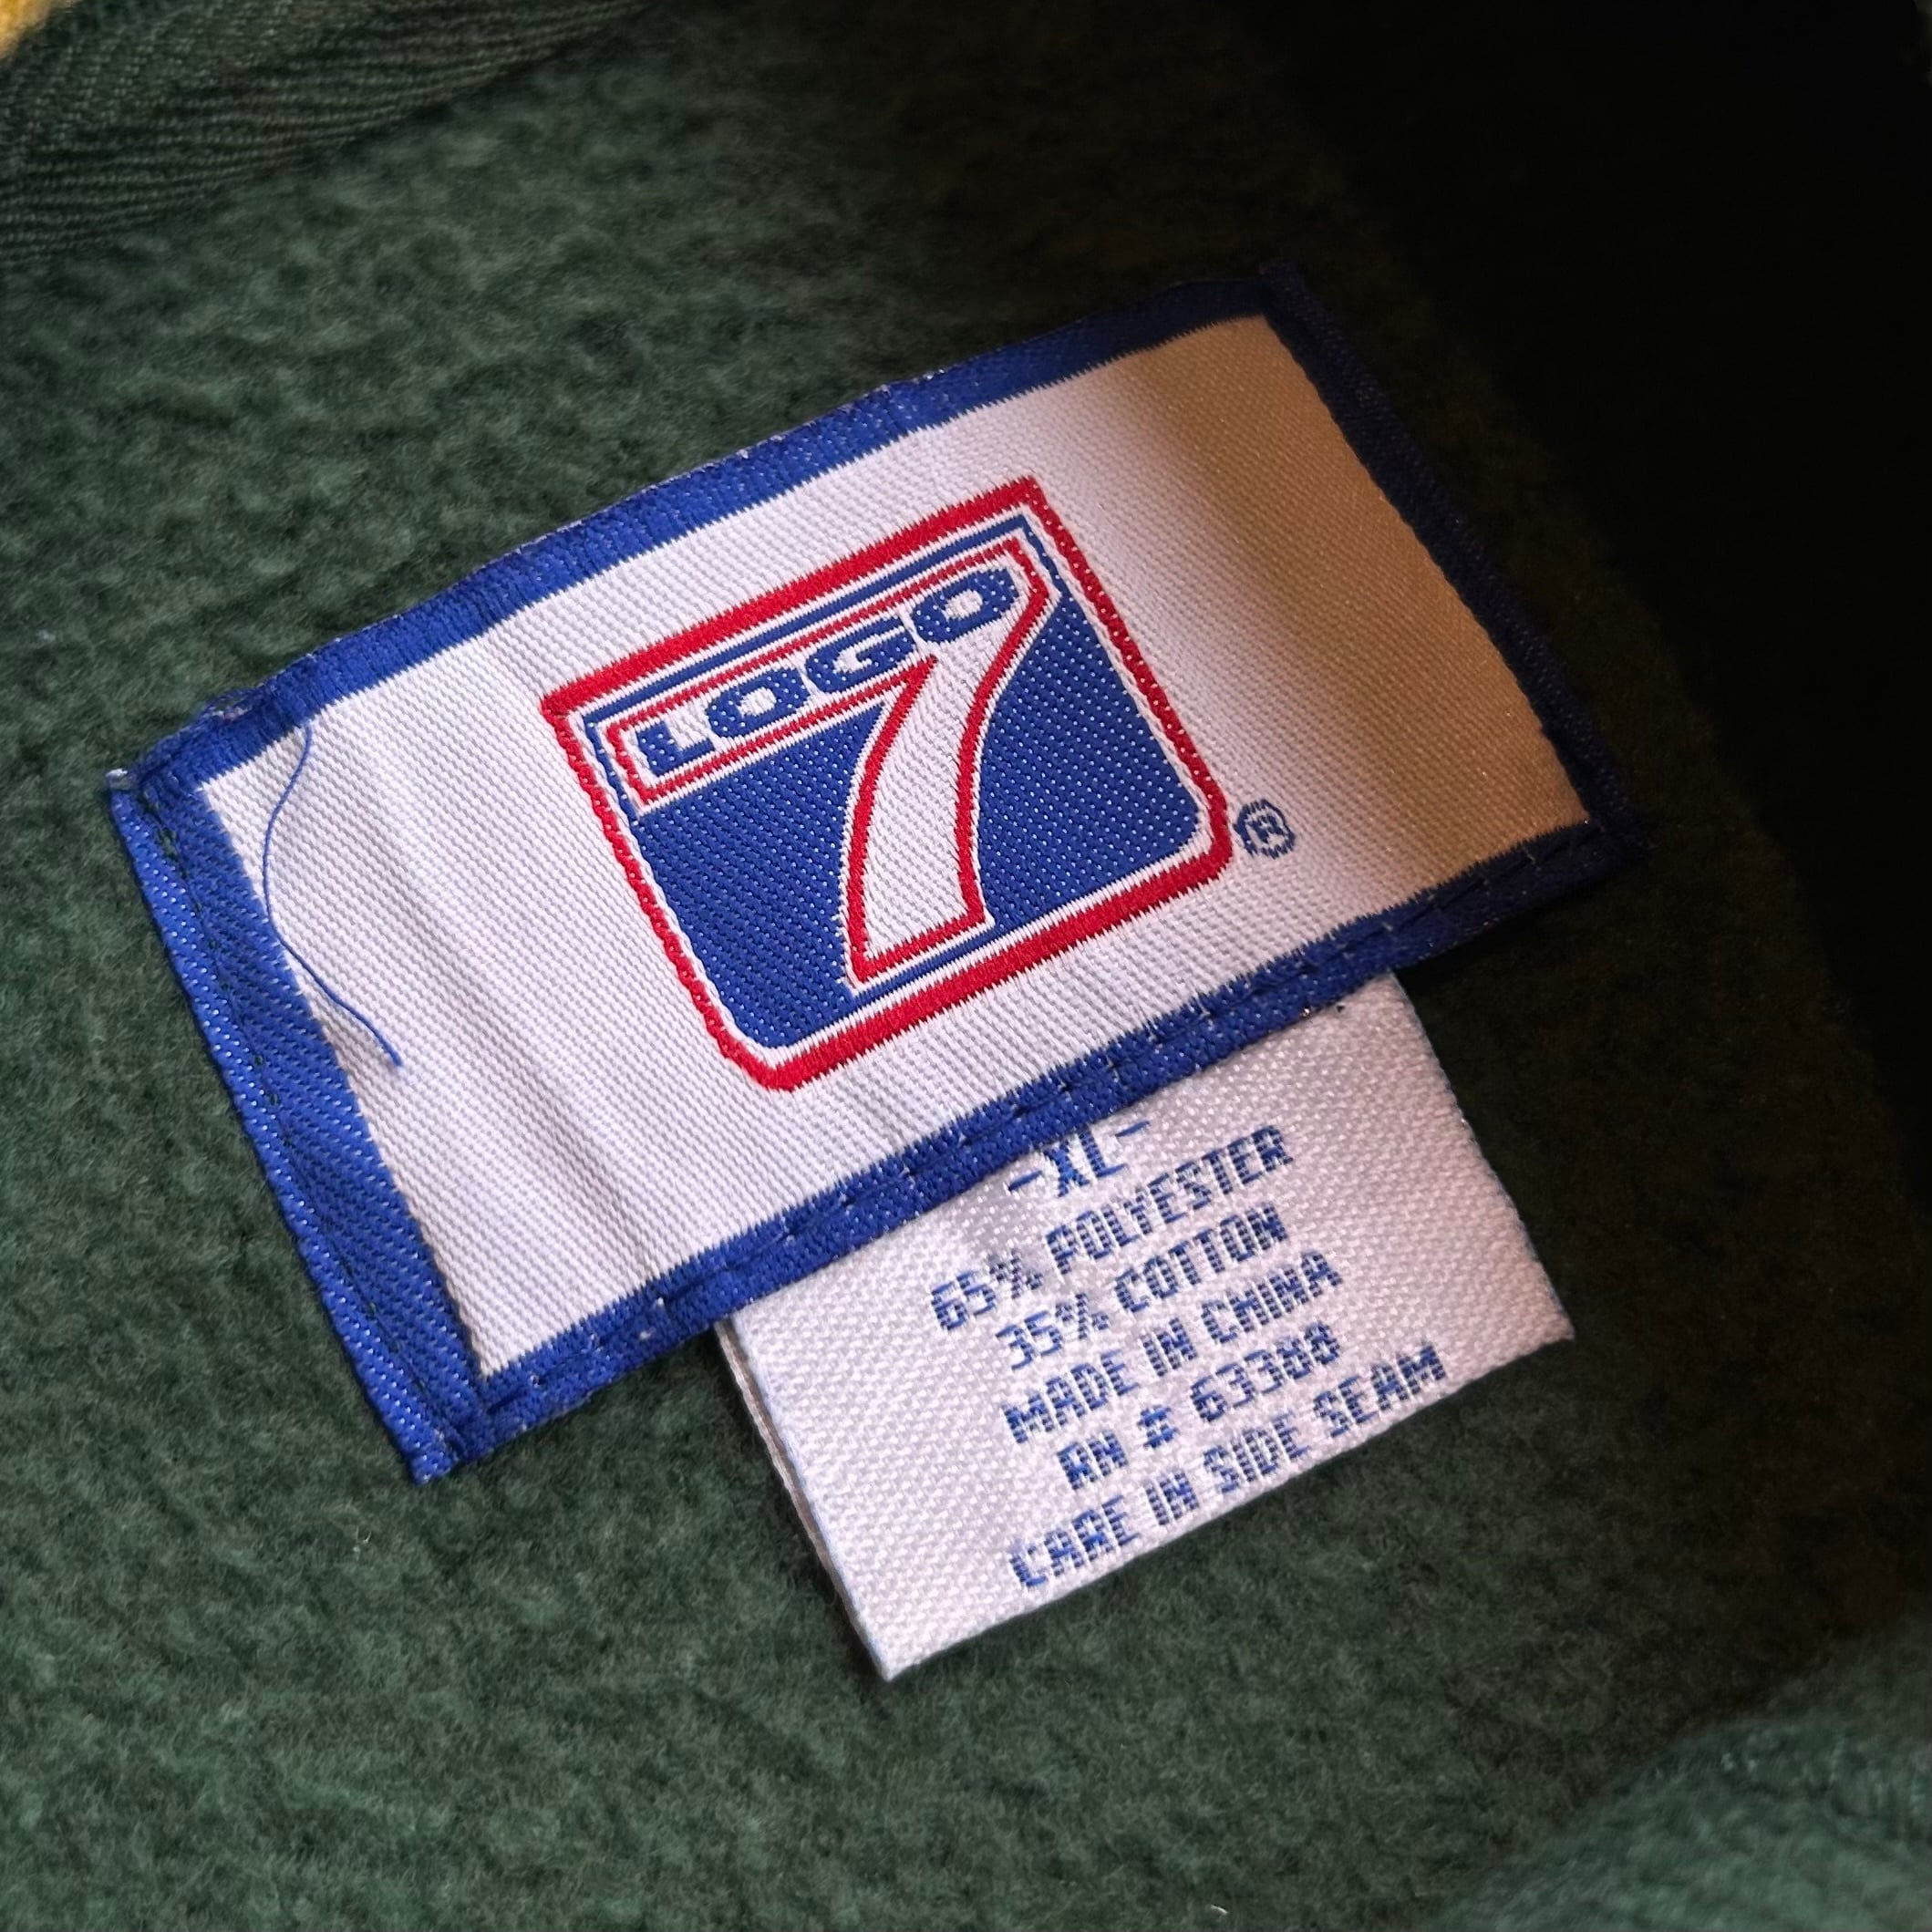 LOGO
7
®
-XL-
65% POLYESTER
35% COTTON
MADE IN CHINA
RN # 63388
CARE IN SIDE SEAM